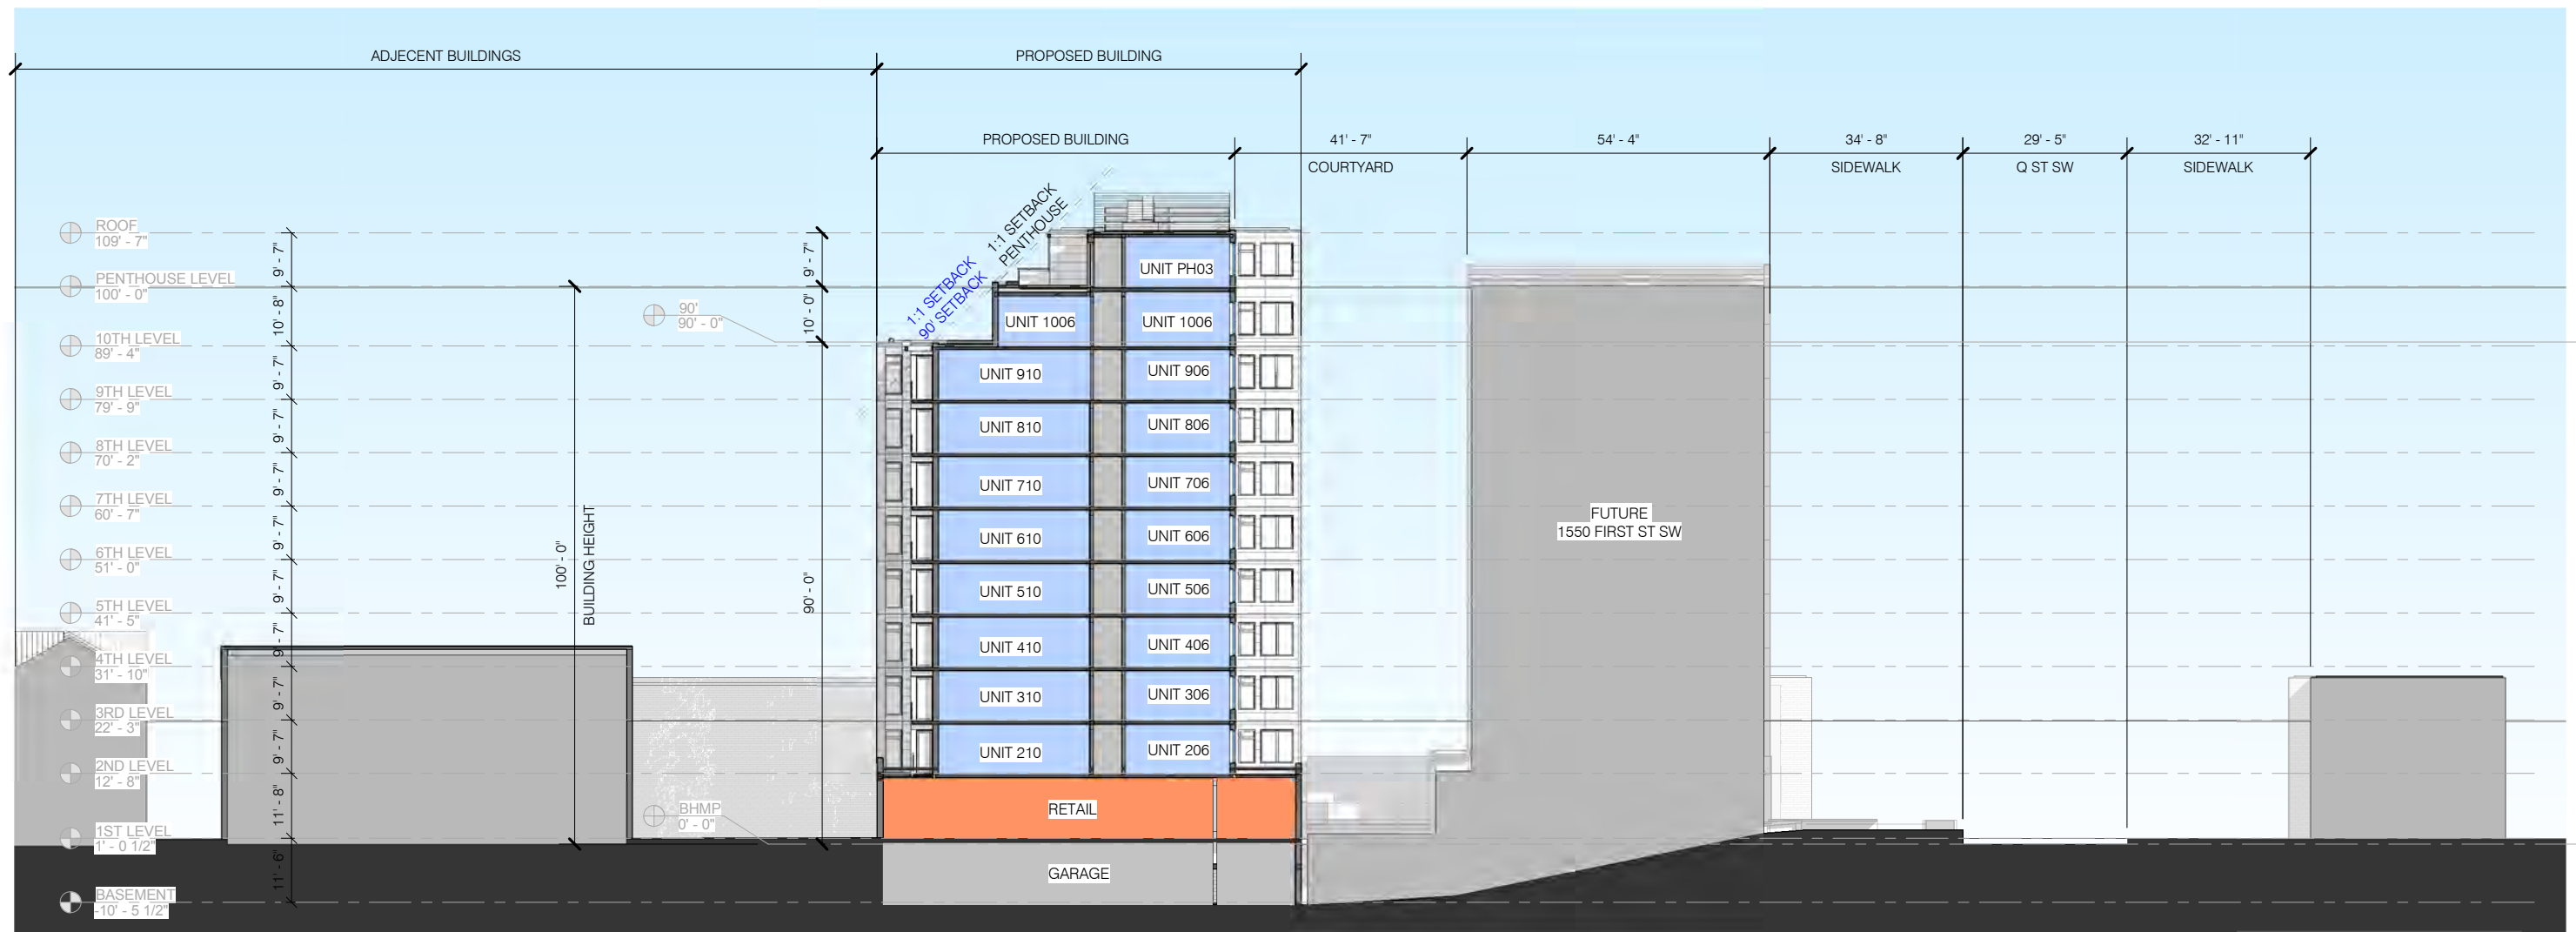 ADJECENT BUILDINGS
PROPOSED BUILDING
PROPOSED BUILDING
41' - 7"
COURTYARD
54' - 4"
34' - 8"
SIDEWALK
29' - 5"
Q ST SW
32' - 11"
SIDEWALK
ROOF
109' - 7"
PENTHOUSE LEVEL
100' - 0"
10TH LEVEL
89' - 4"
9TH LEVEL
79' - 9"
8TH LEVEL
70' - 2"
7TH LEVEL
60' - 7"
6TH LEVEL
51' - 0"
5TH LEVEL
41' - 5"
4TH LEVEL
31' - 10"
3RD LEVEL
22' - 3"
2ND LEVEL
12' - 8"
1ST LEVEL
1' - 0 1/2"
BASEMENT
-10' - 5 1/2"
9' - 7"
10' - 8"
9' - 7"
9' - 7"
9' - 7"
9' - 7"
9' - 7"
9' - 7"
9' - 7"
9' - 7"
11' - 8"
11' - 6"
100' - 0"
BUILDING HEIGHT
90'
90' - 0"
BHMP
0' - 0"
9' - 7"
10' - 0"
90' - 0"
1:1 SETBACK
90' SETBACK
1:1 SETBACK
PENTHOUSE
UNIT PH03
UNIT 1006
UNIT 1006
UNIT 910
UNIT 906
UNIT 810
UNIT 806
UNIT 710
UNIT 706
UNIT 610
UNIT 606
UNIT 510
UNIT 506
UNIT 410
UNIT 406
UNIT 310
UNIT 306
UNIT 210
UNIT 206
RETAIL
GARAGE
FUTURE
1550 FIRST ST SW